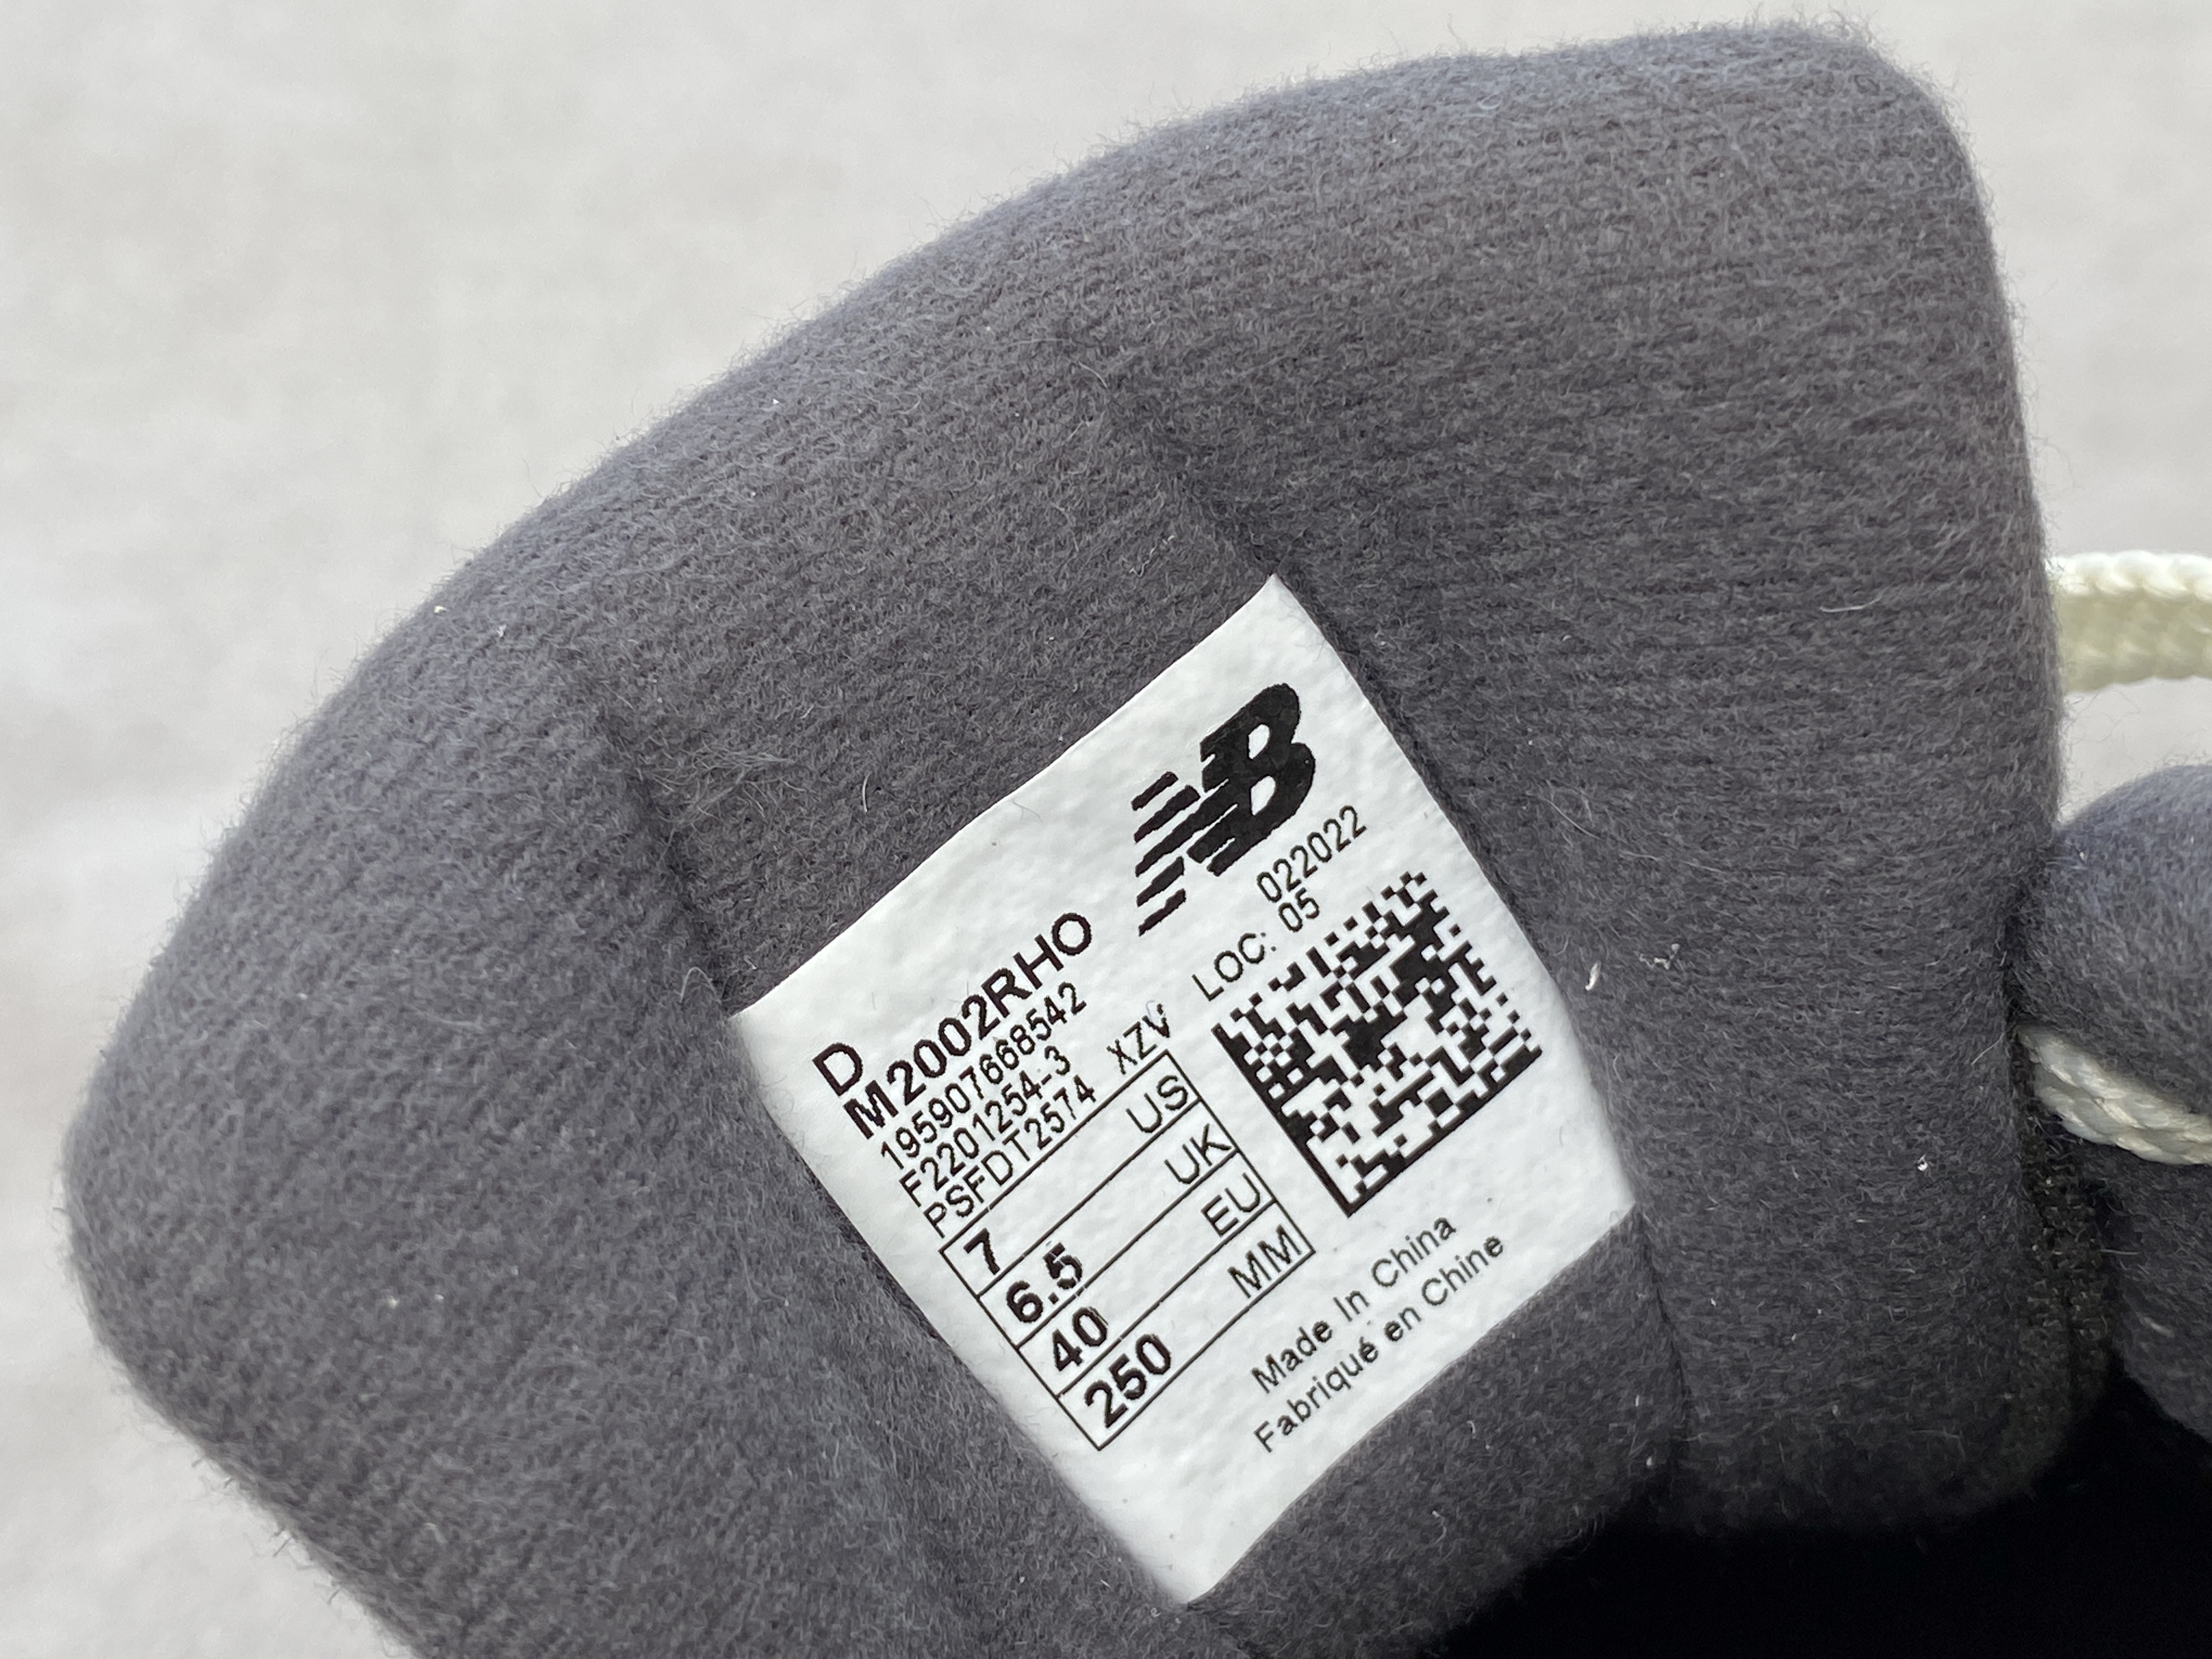 NB
022022
LOC: 05
D
M2002RHO
195907668542
F2201254-3
PSFDT2574 XZV
7 US
6.5 UK
40 EU
250 MM
Made In China
Fabriqué en Chine